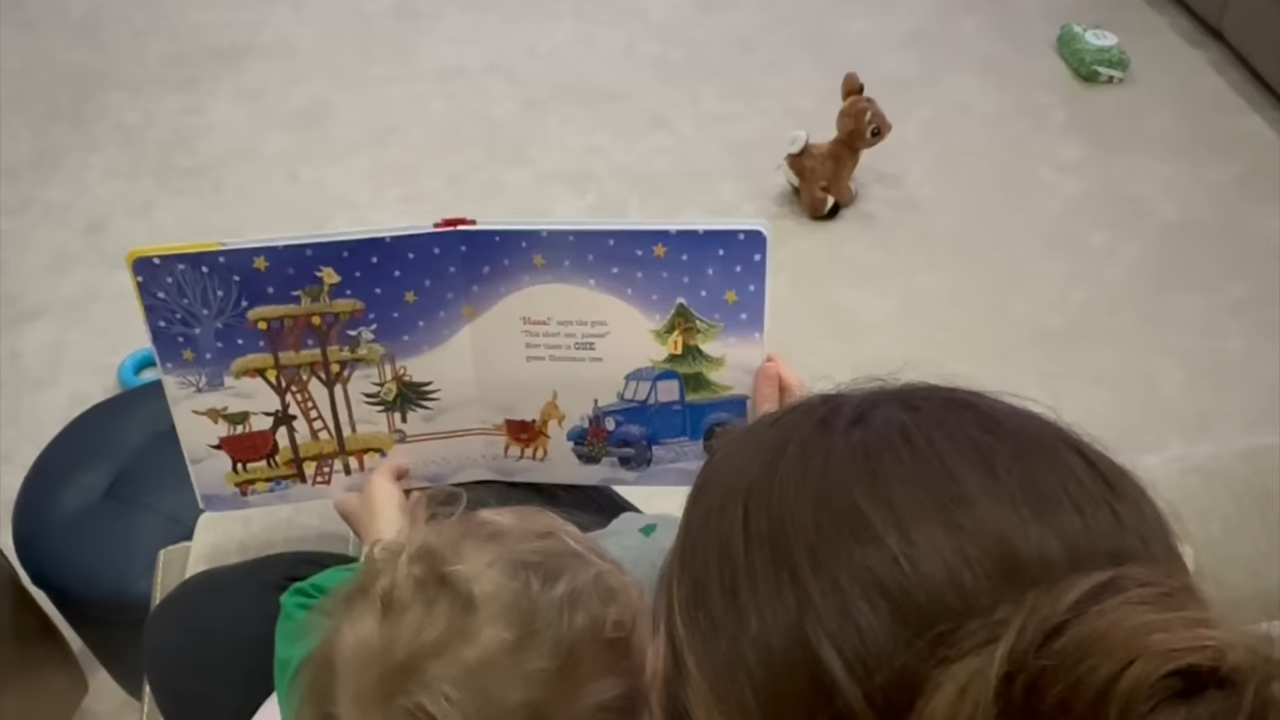 "Maaa!" says the goat.
"This short one, please!"
Now there is ONE
green Christmas tree.